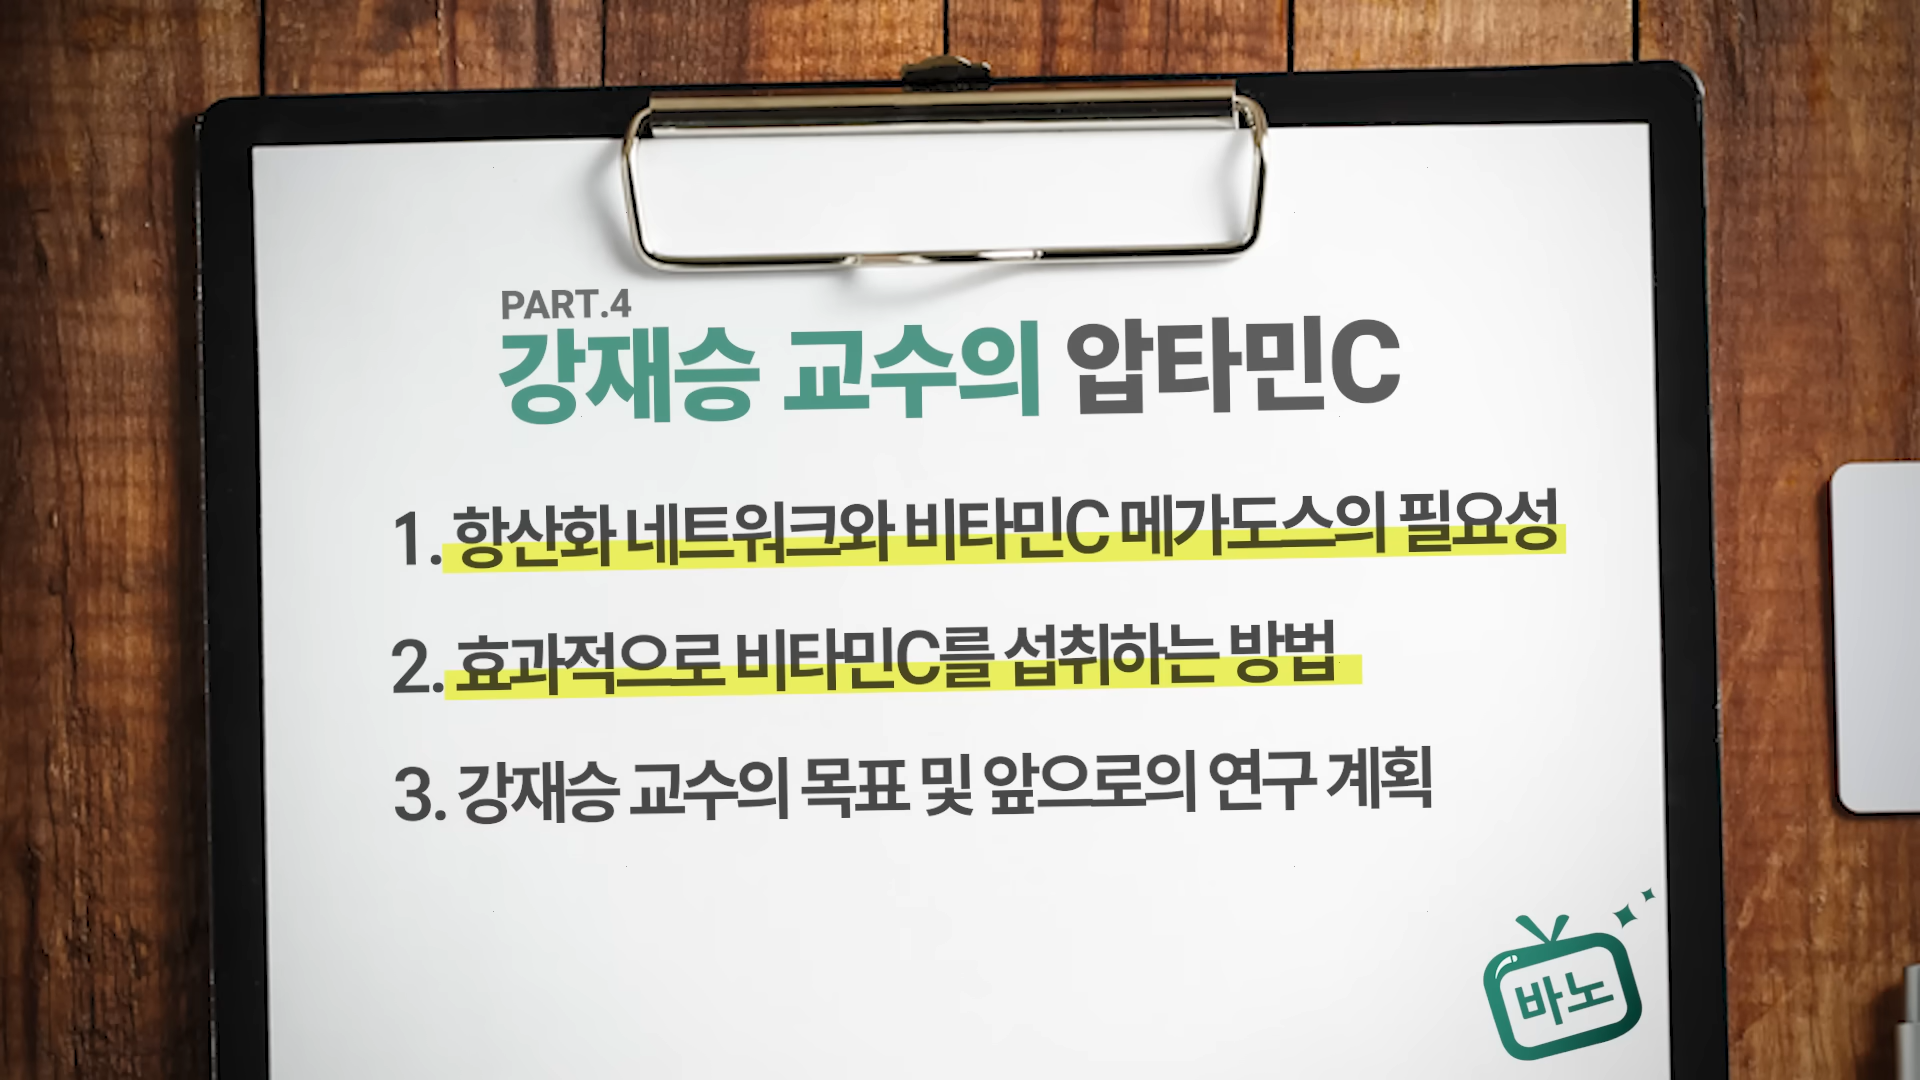 PART.4
강재승 교수의 압타민C
1. 항산화 네트워크와 비타민C 메가도스의 필요성
2. 효과적으로 비타민C를 섭취하는 방법
3. 강재승 교수의 목표 및 앞으로의 연구 계획
바노